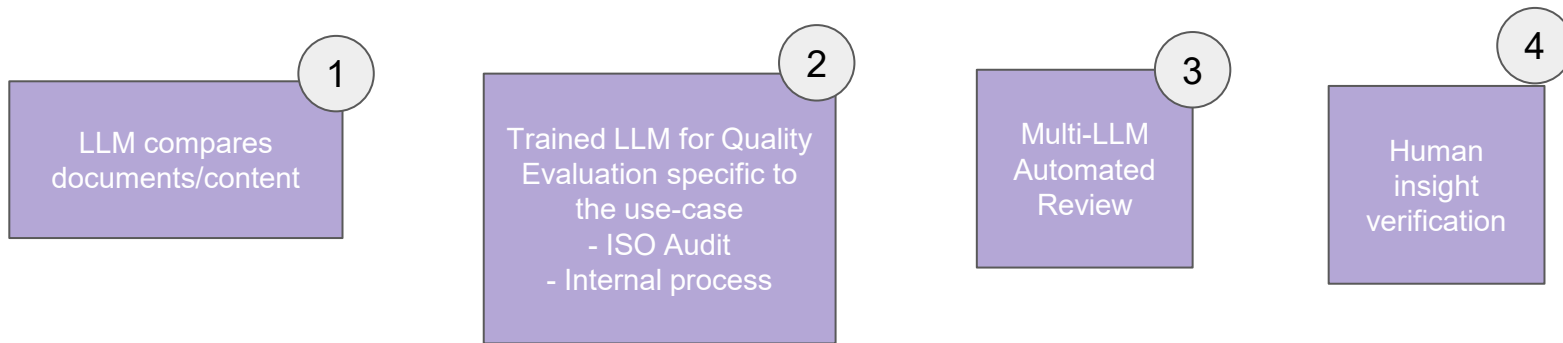 1
LLM compares
documents/content
2
Trained LLM for Quality
Evaluation specific to
the use-case
- ISO Audit
- Internal process
3
Multi-LLM
Automated
Review
4
Human
insight
verification